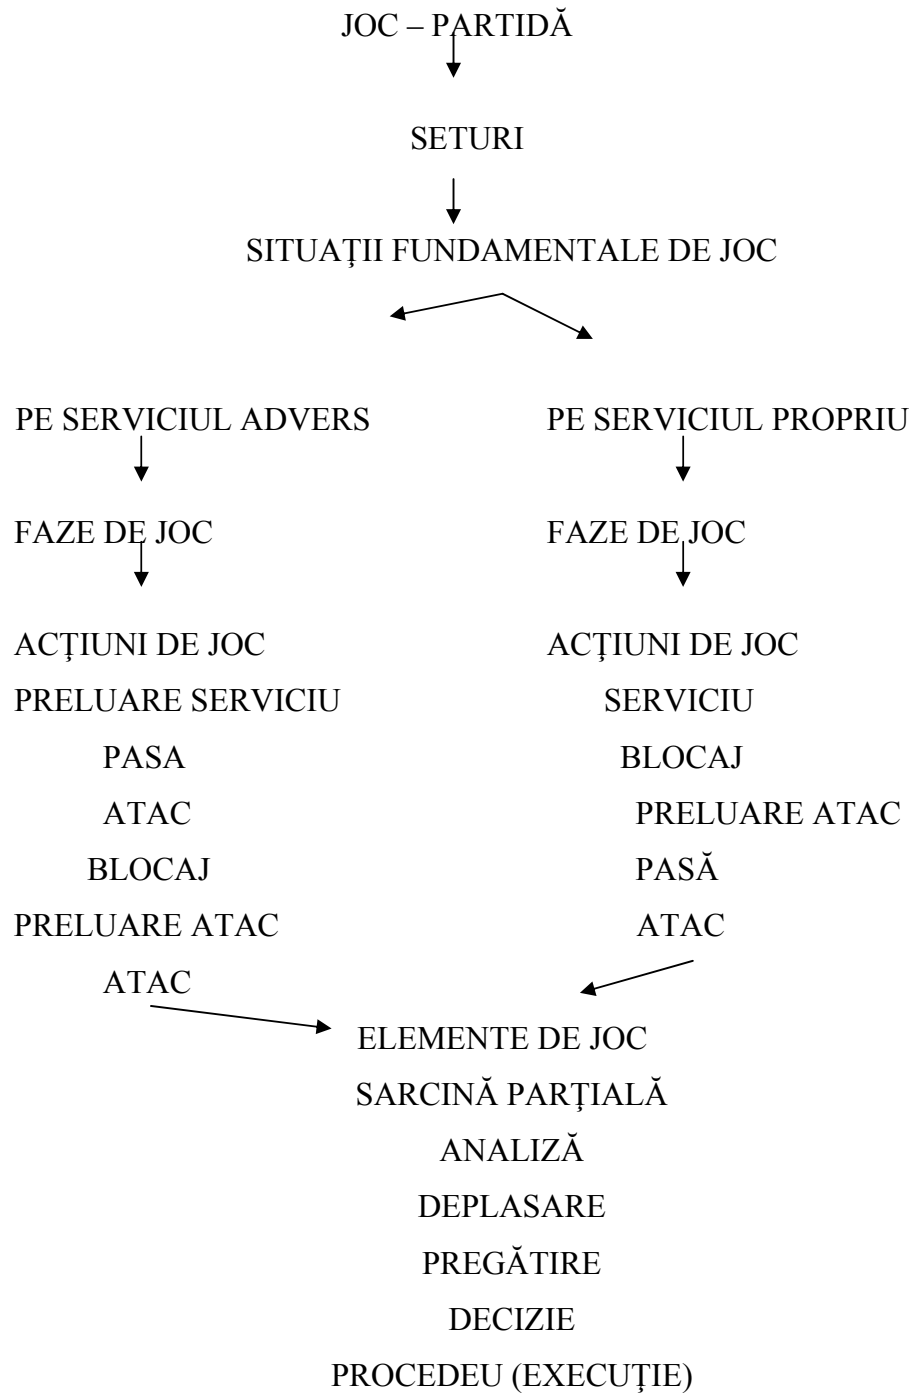 JOC – PARTIDĂ
SETURI
SITUAŢII FUNDAMENTALE DE JOC
PE SERVICIUL ADVERS
PE SERVICIUL PROPRIU
FAZE DE JOC
FAZE DE JOC
ACŢIUNI DE JOC
ACŢIUNI DE JOC
PRELUARE SERVICIU
SERVICIU
PASA
BLOCAJ
ATAC
PRELUARE ATAC
BLOCAJ
PASĂ
PRELUARE ATAC
ATAC
ATAC
ELEMENTE DE JOC
SARCINĂ PARŢIALĂ
ANALIZĂ
DEPLASARE
PREGĂTIRE
DECIZIE
PROCEDEU (EXECUŢIE)